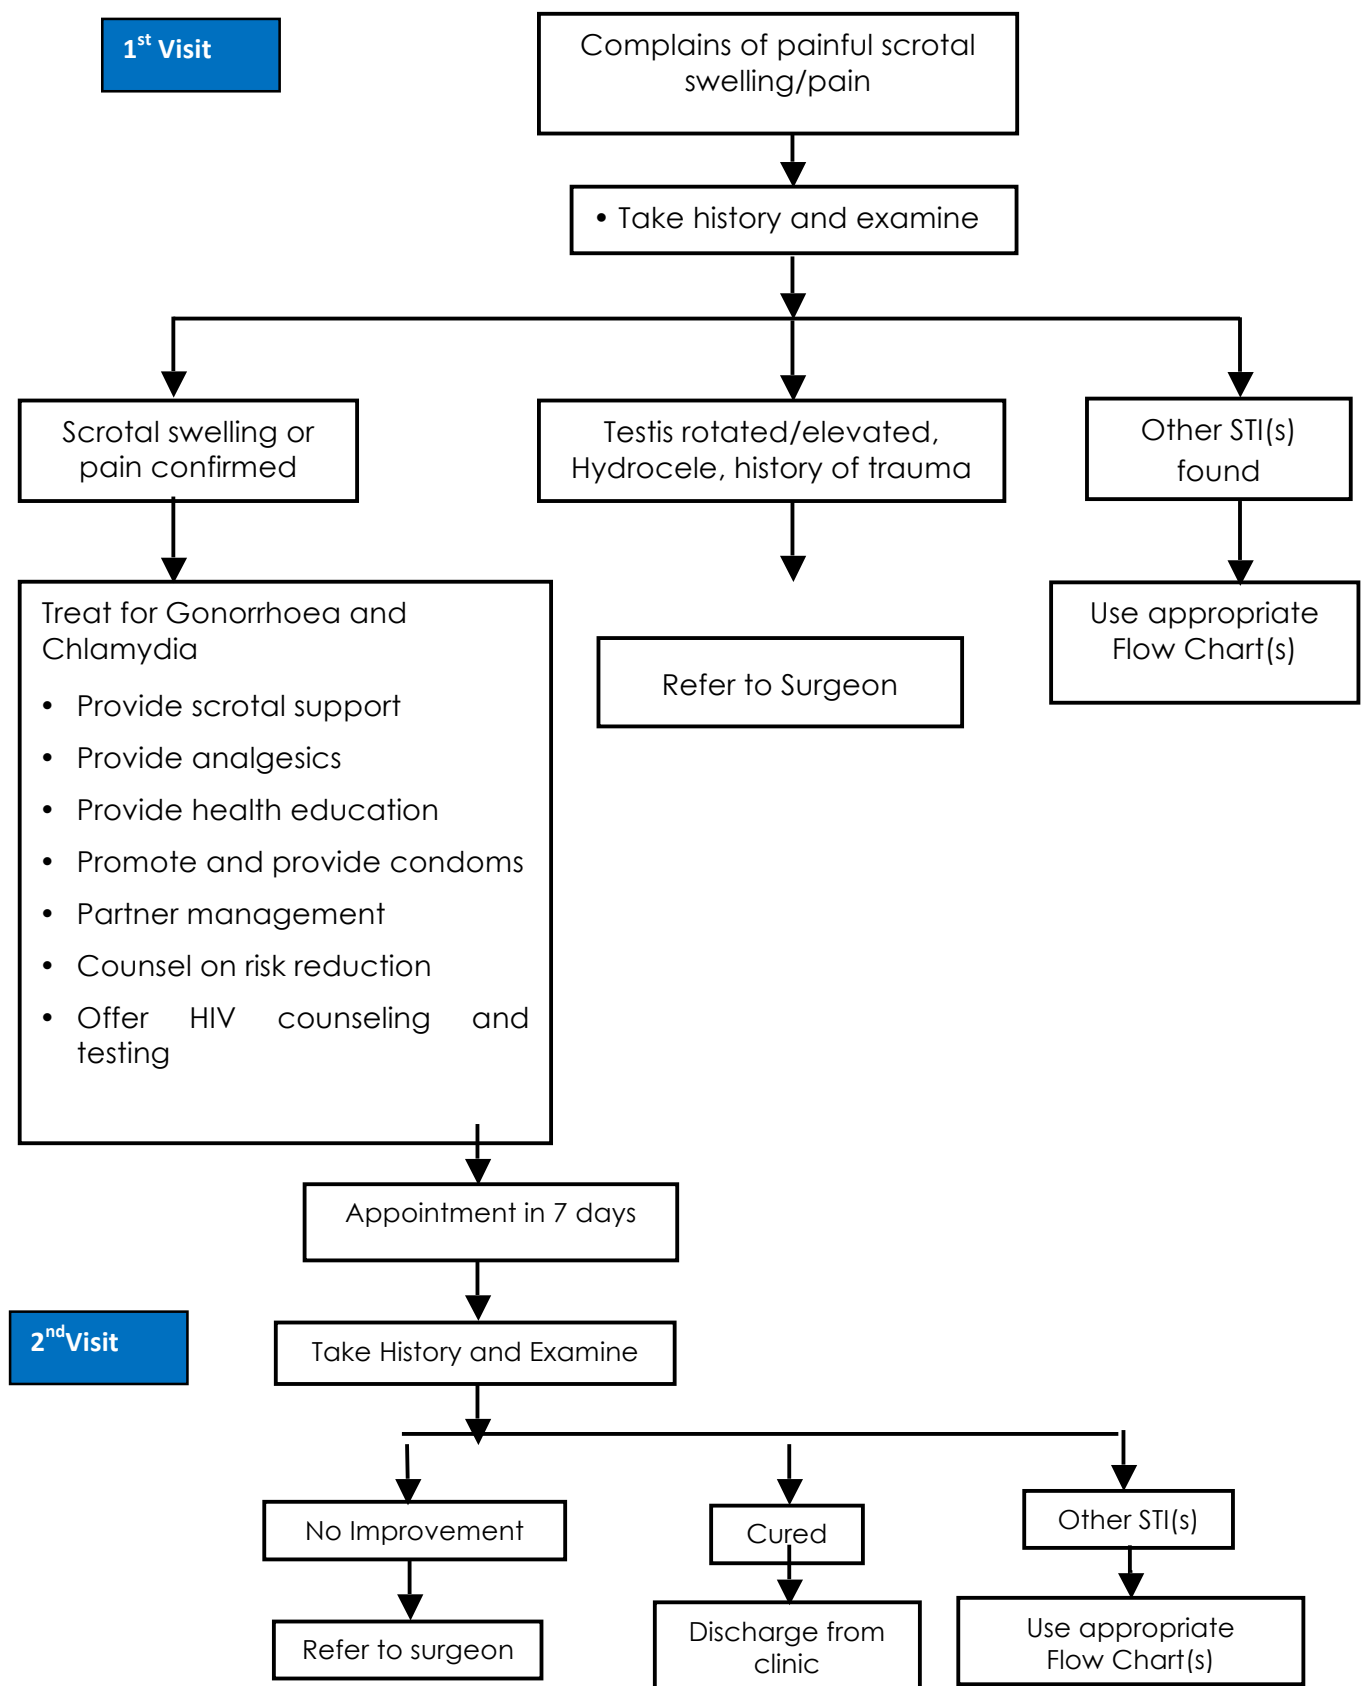 1st Visit
Complains of painful scrotal
swelling/pain
• Take history and examine
Scrotal swelling or
pain confirmed
Testis rotated/elevated,
Hydrocele, history of trauma
Other STI(s)
found
Treat for Gonorrhoea and
Chlamydia
• Provide scrotal support
• Provide analgesics
• Provide health education
• Promote and provide condoms
• Partner management
• Counsel on risk reduction
• Offer HIV counseling and
testing
Refer to Surgeon
Use appropriate
Flow Chart(s)
Appointment in 7 days
2nd Visit
Take History and Examine
No Improvement
Cured
Other STI(s)
Refer to surgeon
Discharge from
clinic
Use appropriate
Flow Chart(s)